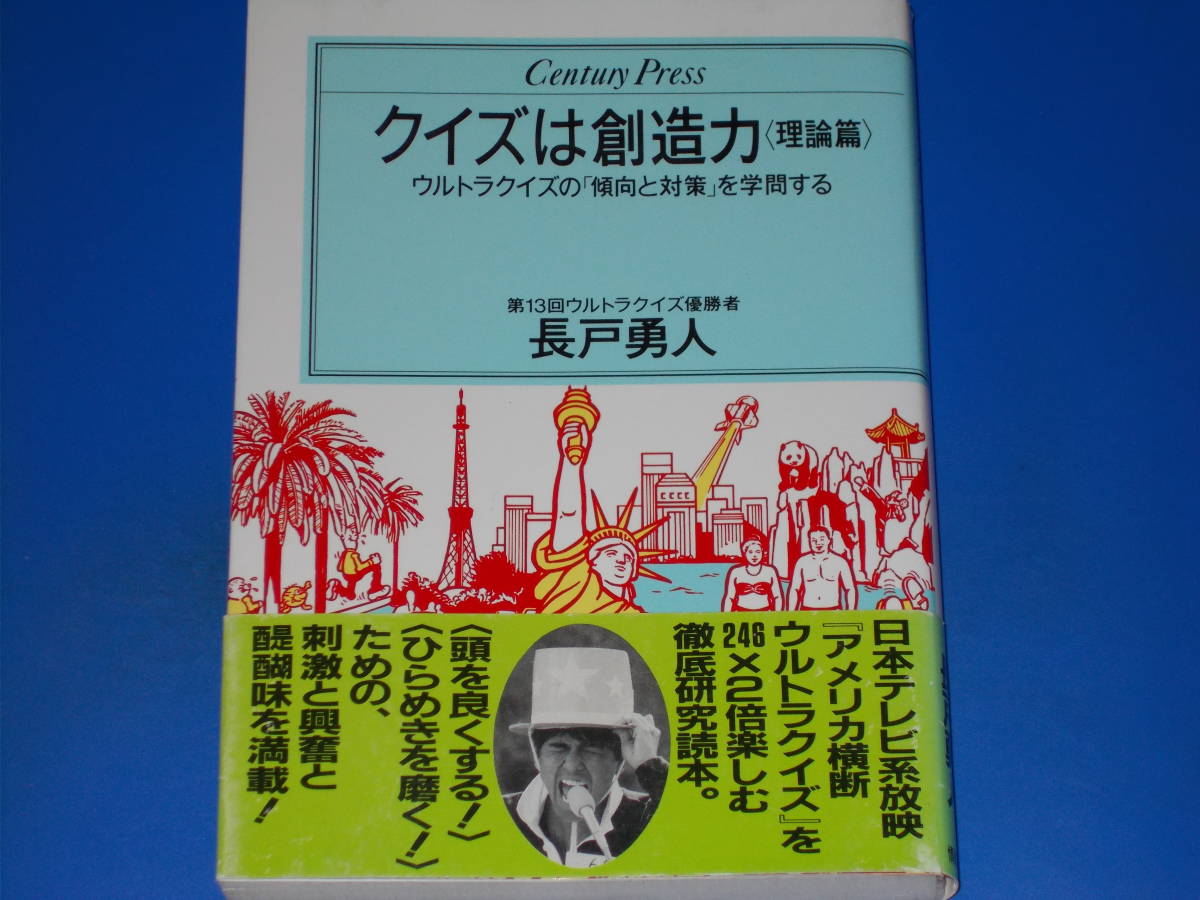 Century Press
クイズは創造力〈理論篇〉
ウルトラクイズの「傾向と対策」を学問する
第13回ウルトラクイズ優勝者
長戸勇人
日本テレビ系放映
『アメリカ横断
ウルトラクイズ』を
246×2倍楽しむ
徹底研究読本。
〈頭を良くする!〉
〈ひらめきを磨く!〉
ための、
刺激と興奮と
醍醐味を満載!